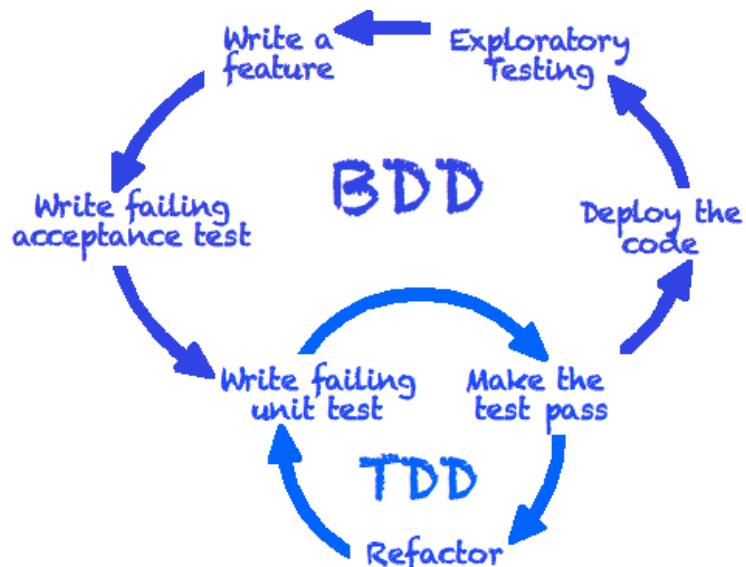 Write a
feature
Exploratory
Testing
BDD
Write failing
acceptance test
Deploy the
code
Write failing
unit test
Make the
test pass
TDD
Refactor